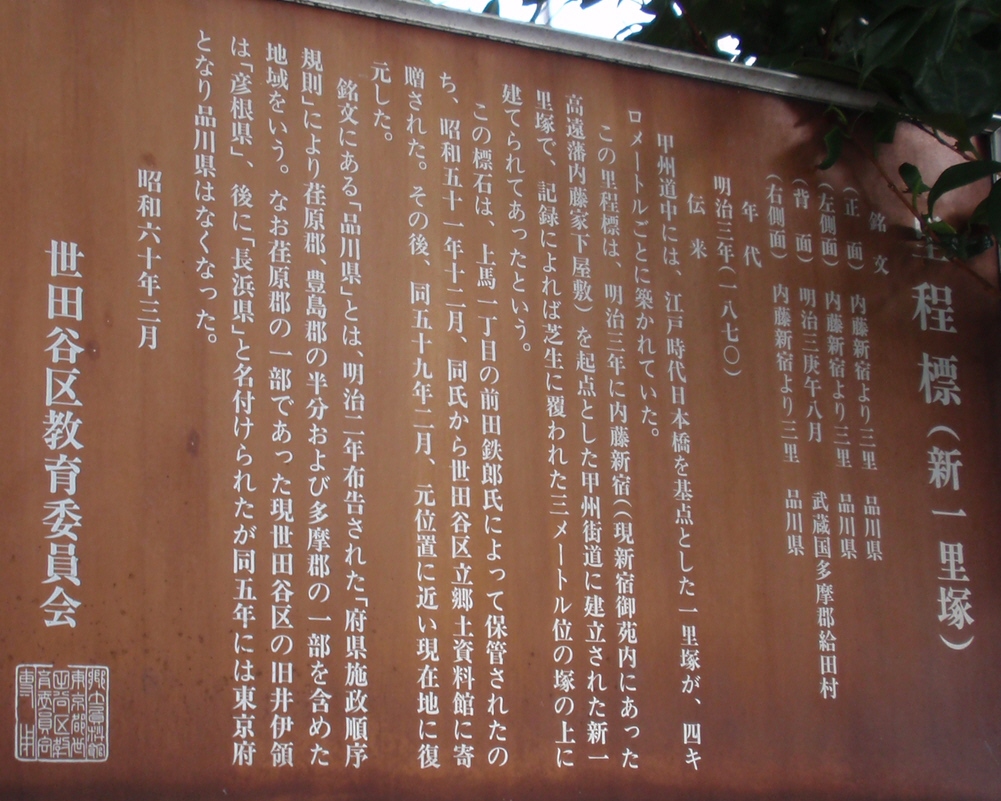 里程標（新一里塚）
銘文
（正　面）　内藤新宿より三里　品川県
（左側面）　内藤新宿より三里　品川県
（背　面）　明治三庚午八月　武蔵国多摩郡給田村
（右側面）　内藤新宿より三里　品川県
年代
明治三年（一八七〇）
伝来
甲州道中には、江戸時代日本橋を基点とした一里塚が、四キ
ロメートルごとに築かれていた。
この里程標は、明治三年に内藤新宿（（現新宿御苑内にあった
高遠藩内藤家下屋敷）を起点とした甲州街道に建立された新一
里塚で、記録によれば芝生に覆われた三メートル位の塚の上に
建てられてあったという。
この標石は、上馬一丁目の前田鉄郎氏によって保管されたの
ち、昭和五十一年十二月、同氏から世田谷区立郷土資料館に寄
贈された。その後、同五十九年二月、元位置に近い現在地に復
元した。
銘文にある「品川県」とは、明治二年布告された「府県施政順序
規則」により荏原郡、豊島郡の半分および多摩郡の一部を含めた
地域をいう。なお荏原郡の一部であった現世田谷区の旧井伊領
は「彦根県」、後に「長浜県」と名付けられたが同五年には東京府
となり品川県はなくなった。
昭和六十年三月
世田谷区教育委員会